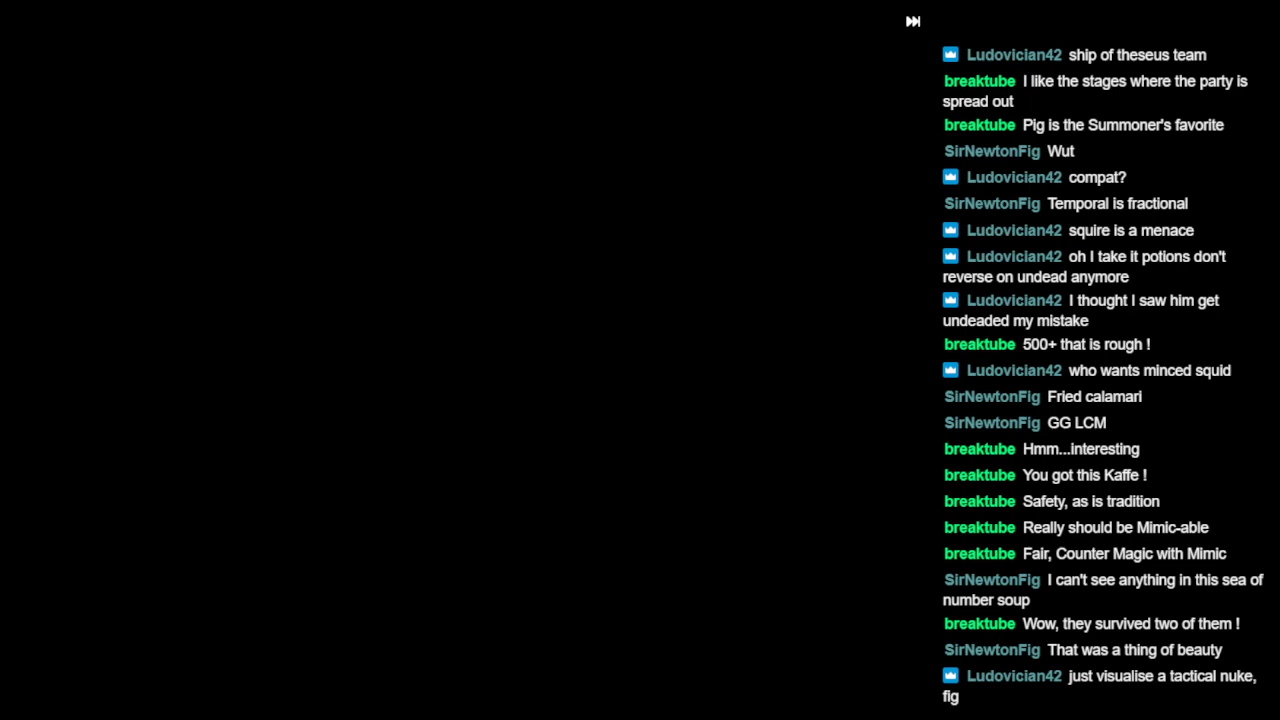 Ludovician42 ship of theseus team
breaktube I like the stages where the party is
spread out
breaktube Pig is the Summoner's favorite
SirNewtonFig Wut
Ludovician42 compat?
SirNewtonFig Temporal is fractional
Ludovician42 squire is a menace
Ludovician42 oh I take it potions don't
reverse on undead anymore
Ludovician42 I thought I saw him get
undeaded my mistake
breaktube 500+ that is rough !
Ludovician42 who wants minced squid
SirNewtonFig Fried calamari
SirNewtonFig GG LCM
breaktube Hmm...interesting
breaktube You got this Kaffe !
breaktube Safety, as is tradition
breaktube Really should be Mimic-able
breaktube Fair, Counter Magic with Mimic
SirNewtonFig I can't see anything in this sea of
number soup
breaktube Wow, they survived two of them !
SirNewtonFig That was a thing of beauty
Ludovician42 just visualise a tactical nuke,
fig